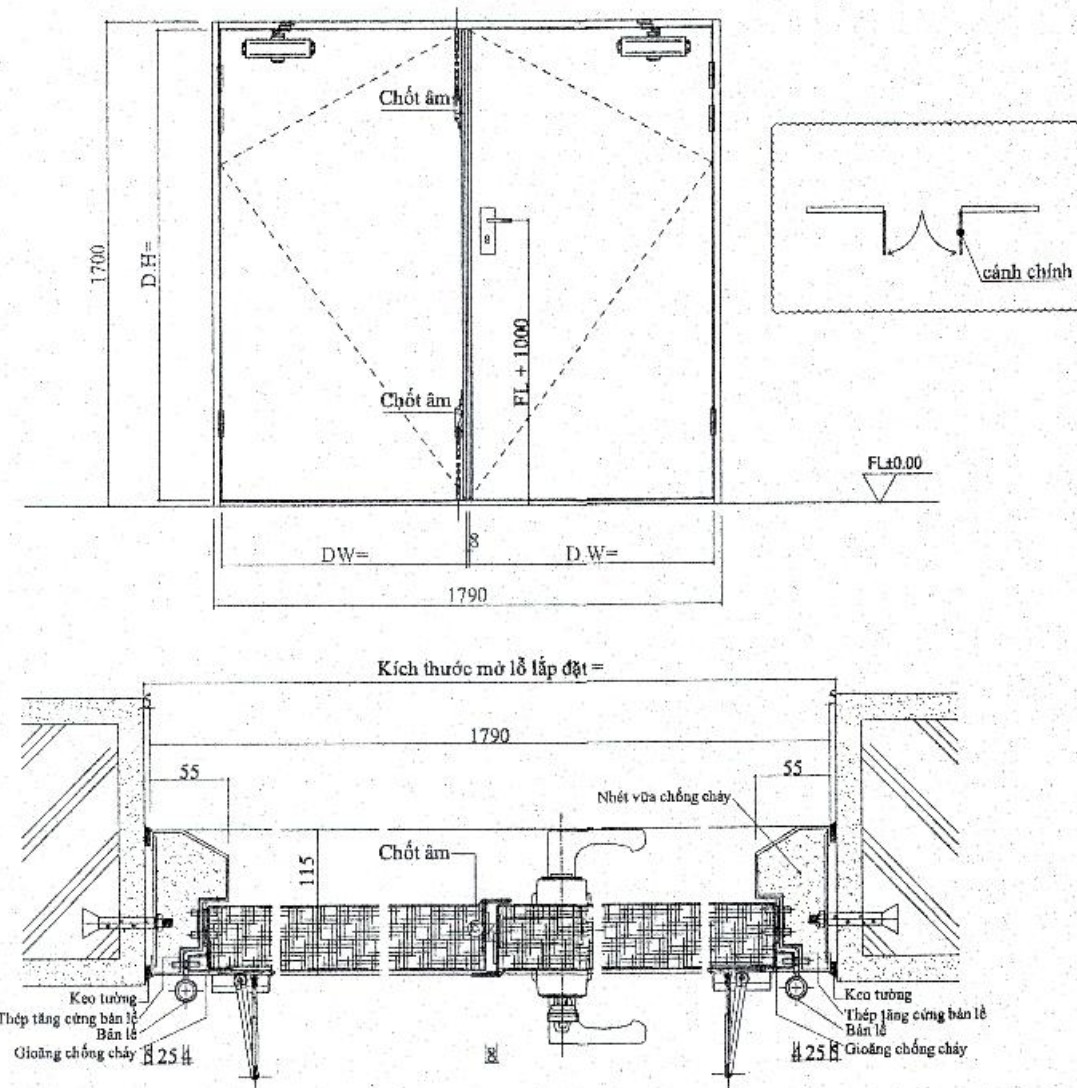 Chốt âm
1700
D.H=
cánh chính
FL + 1000
Chốt âm
FL±0.00
DW=
8
D.W=
1790
Kích thước mở lỗ lắp đặt =
1790
55
55
Nhét vữa chống cháy
115
Chốt âm
Keo tường
Thép tăng cứng bản lề
Bản lề
Gioăng chống cháy
25 4
8
Keo tường
Thép tăng cứng bản lề
Bản lề
Gioăng chống cháy
4 25